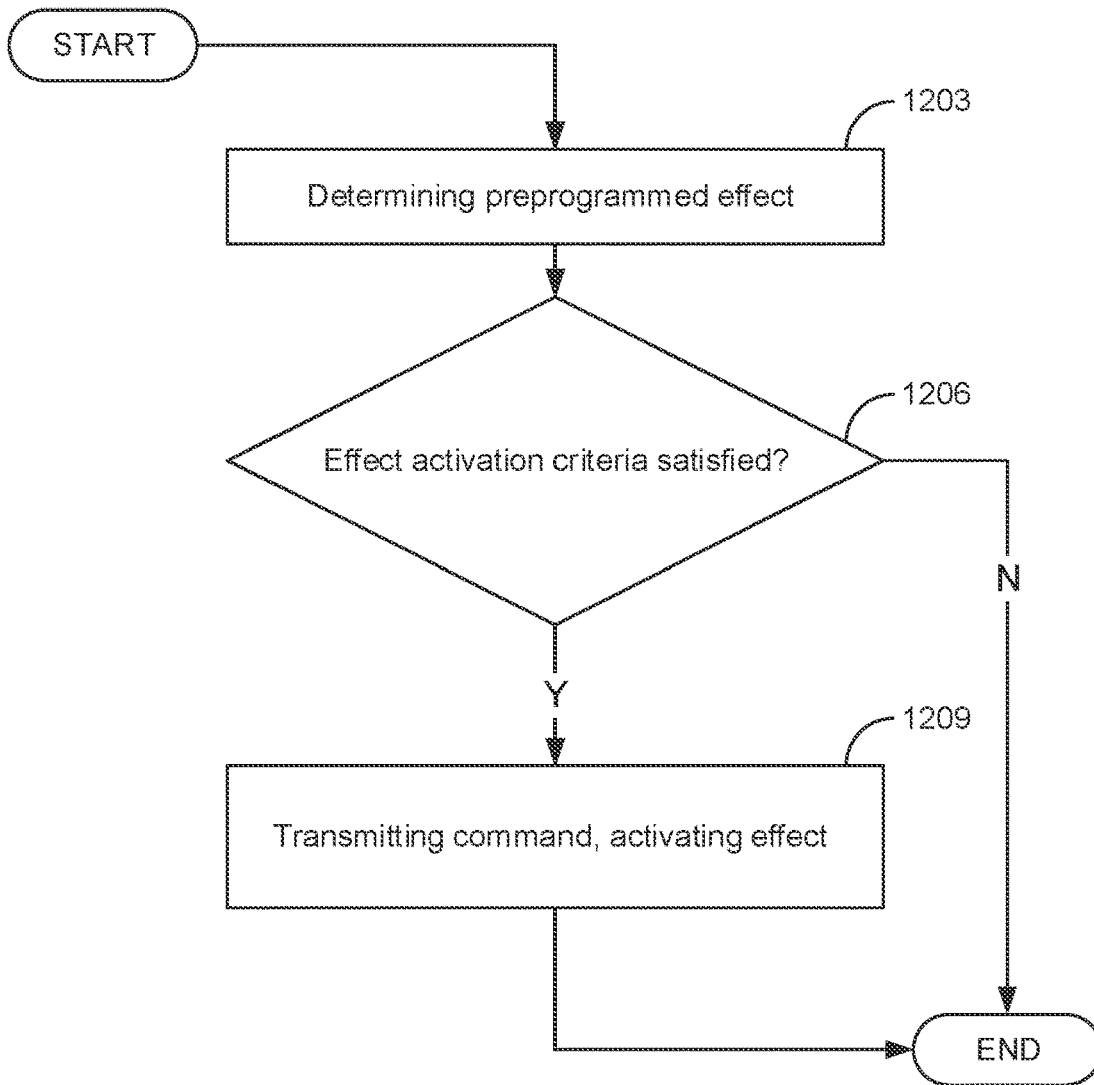 START
1203
Determining preprogrammed effect
1206
Effect activation criteria satisfied?
N
Y
1209
Transmitting command, activating effect
END